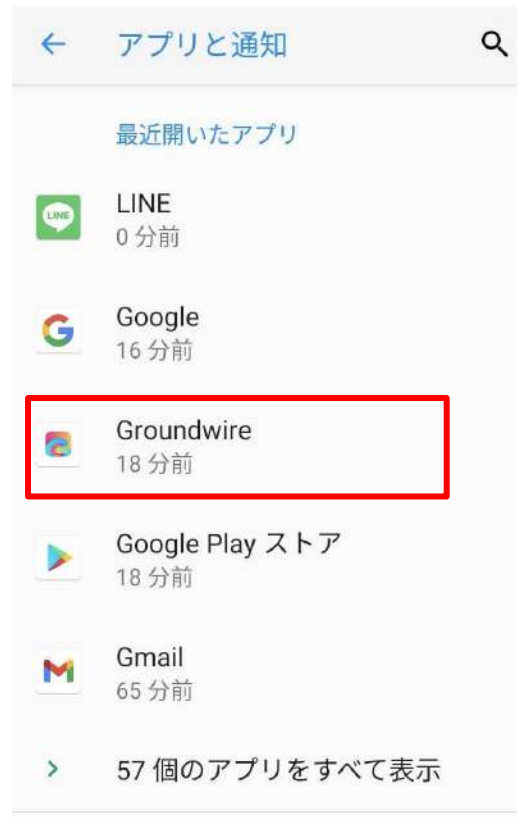 アプリと通知
最近開いたアプリ
LINE
LINE
0 分前
Google
16 分前
Groundwire
18 分前
Google Play ストア
18 分前
Gmail
65 分前
57 個のアプリをすべて表示